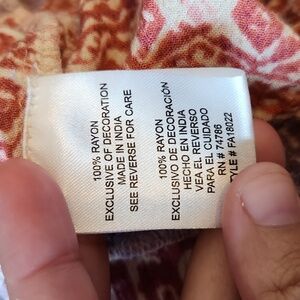 100% RAYON
EXCLUSIVE OF DECORATION
MADE IN INDIA
SEE REVERSE FOR CARE
100% RAYON
EXCLUSIVO DE DECORACIÓN
HECHO EN INDIA
VEA EL REVERSO
PARA EL CUIDADO
RN # 74786
STYLE # FA18022